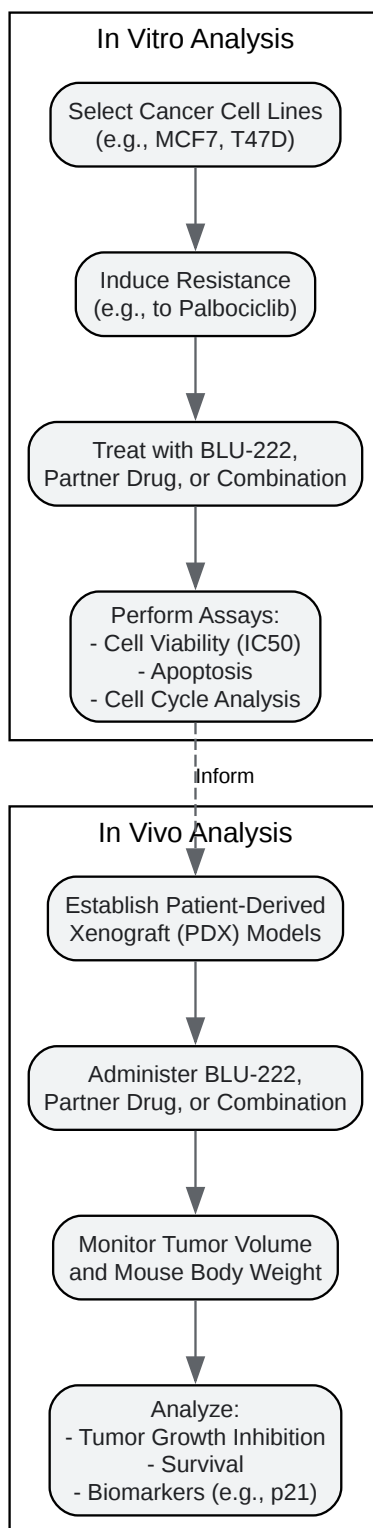 In Vitro Analysis
Select Cancer Cell Lines
(e.g., MCF7, T47D)
Induce Resistance
(e.g., to Palbociclib)
Treat with BLU-222,
Partner Drug, or Combination
Perform Assays:
- Cell Viability (IC50)
- Apoptosis
- Cell Cycle Analysis
Inform
In Vivo Analysis
Establish Patient-Derived
Xenograft (PDX) Models
Administer BLU-222,
Partner Drug, or Combination
Monitor Tumor Volume
and Mouse Body Weight
Analyze:
- Tumor Growth Inhibition
- Survival
- Biomarkers (e.g., p21)